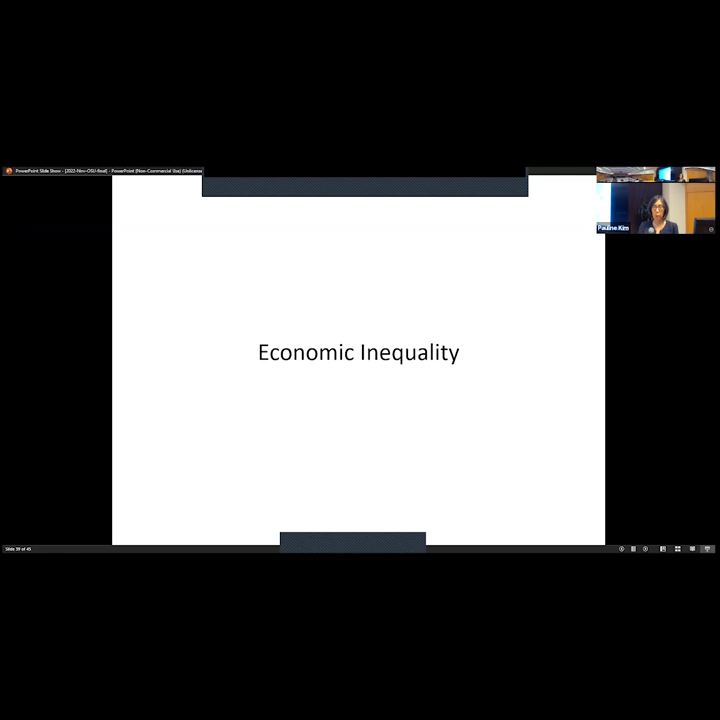 PowerPoint Slide Show - [2022-Nov-OSU-final] - PowerPoint (Non-Commercial Use) (Unlicense
Pauline Kim
Economic Inequality
Slide 39 of 45